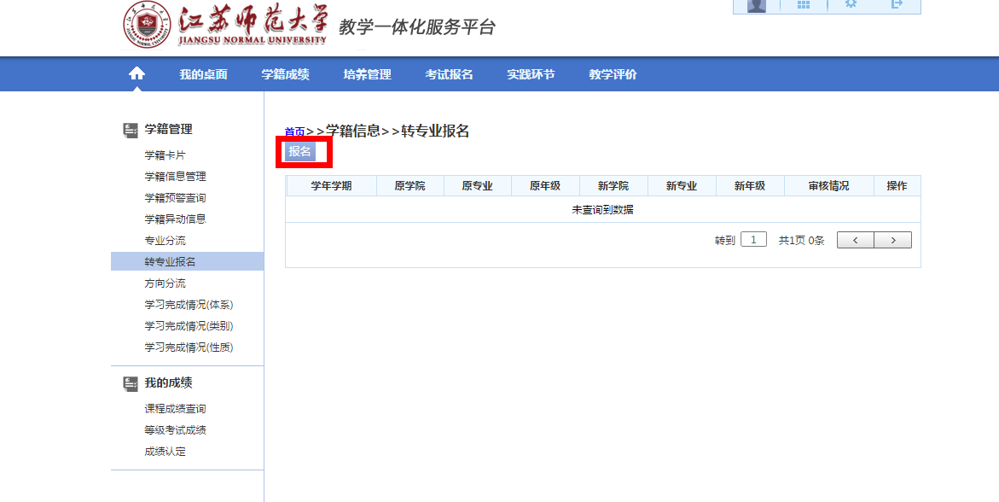 江苏师范大学
JIANGSU NORMAL UNIVERSITY
教学一体化服务平台
我的桌面 学籍成绩 培养管理 考试报名 实践环节 教学评价
学籍管理
学籍卡片
学籍信息管理
学籍预警查询
学籍异动信息
专业分流
转专业报名
方向分流
学习完成情况(体系)
学习完成情况(类别)
学习完成情况(性质)
我的成绩
课程成绩查询
等级考试成绩
成绩认定
首页>>学籍信息>>转专业报名
报名
学年学期 原学院 原专业 原年级 新学院 新专业 新年级 审核情况 操作
未查询到数据
转到 1 共1页 0条 < >